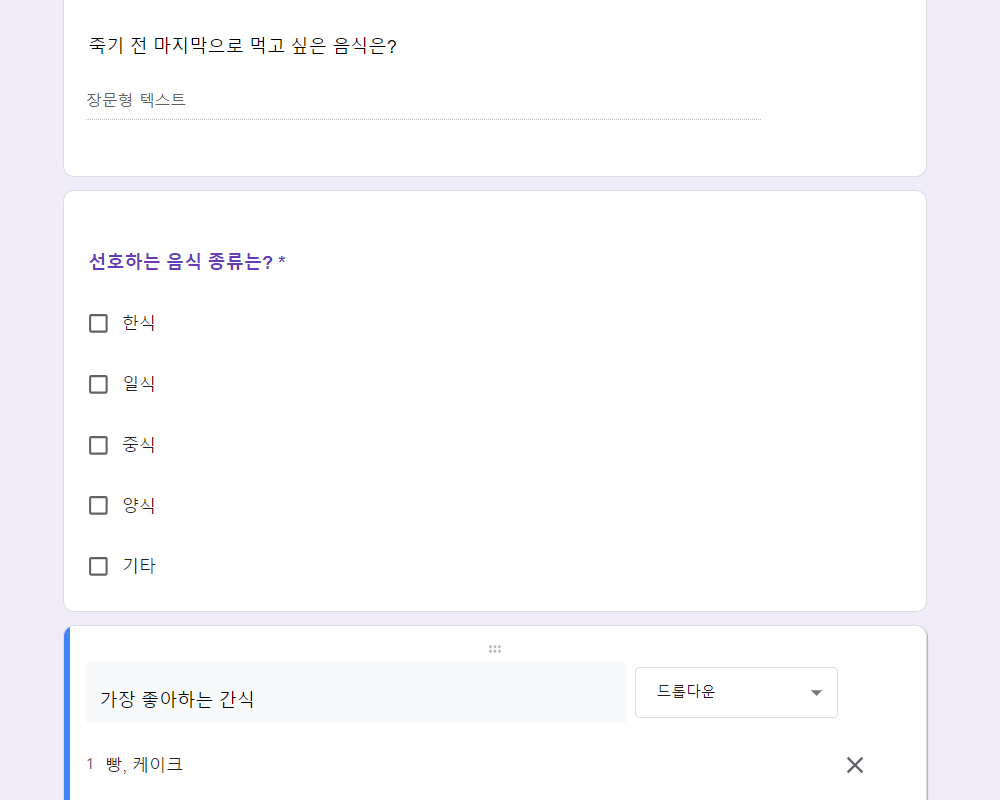 죽기 전 마지막으로 먹고 싶은 음식은?
장문형 텍스트
선호하는 음식 종류는? *
한식
일식
중식
양식
기타
가장 좋아하는 간식
드롭다운
1 빵, 케이크